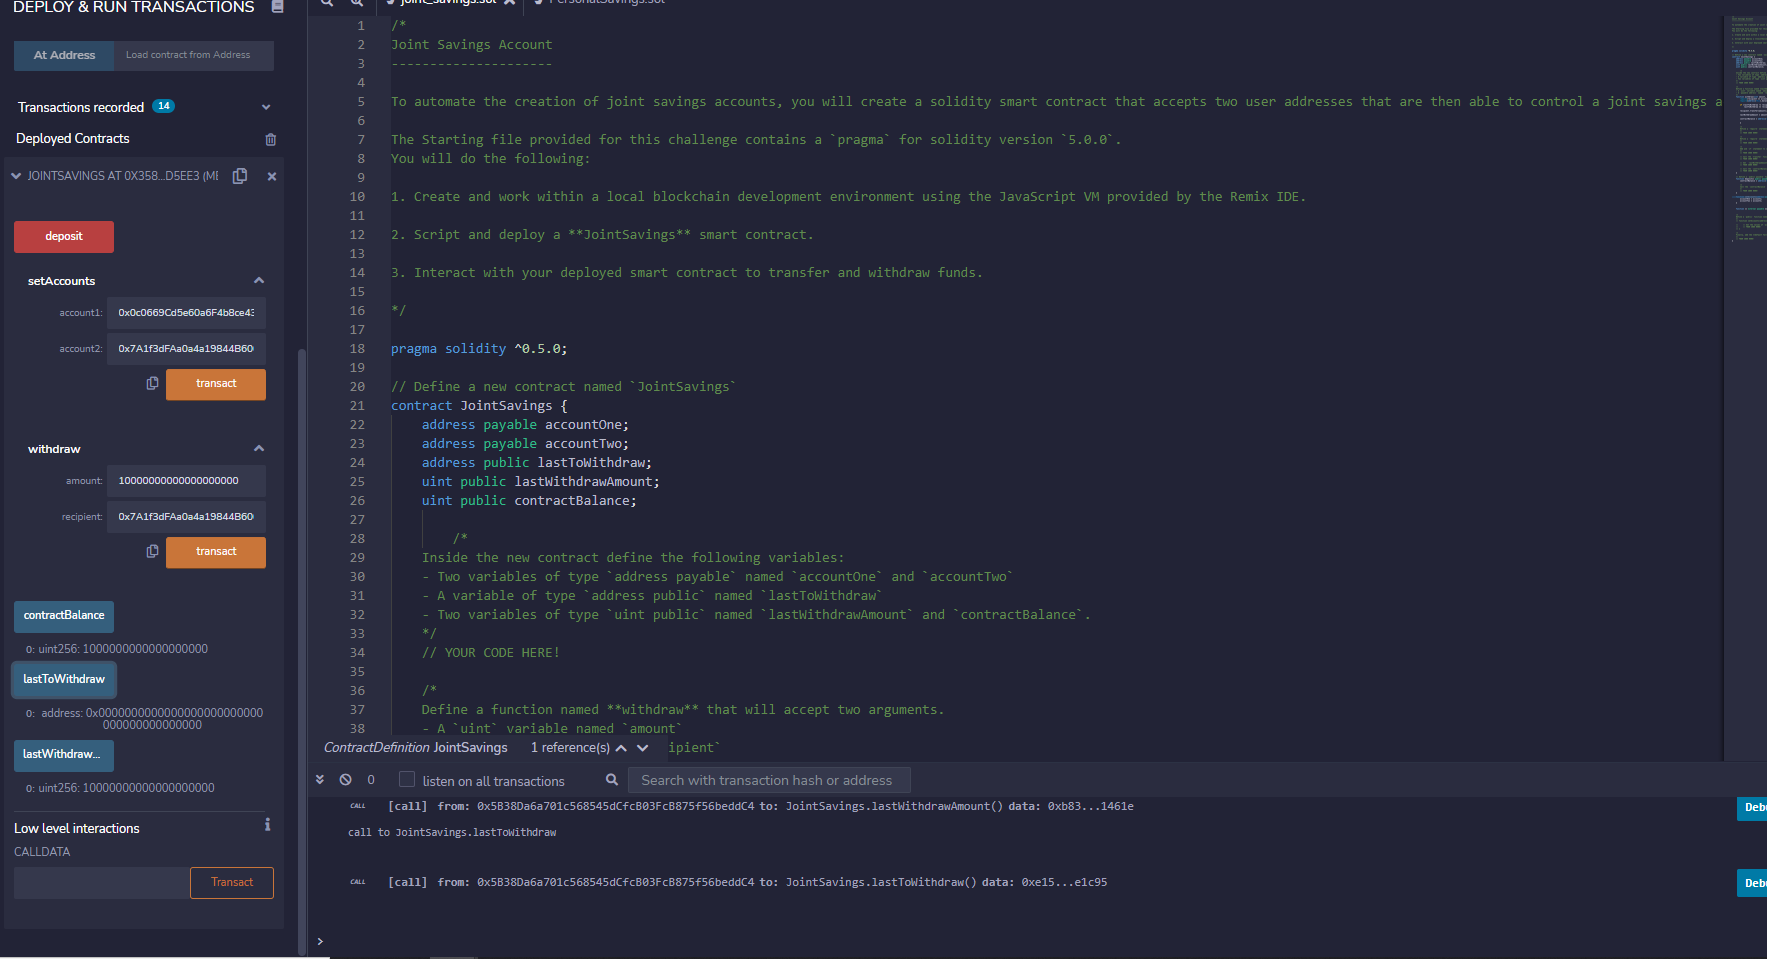 DEPLOY & RUN TRANSACTIONS
At Address
Load contract from Address
Transactions recorded 14
Deployed Contracts
JOINTSAVINGS AT 0X358...D5EE3 (ME
deposit
setAccounts
account1: 0x0c0669Cd5e60a6F4b8ce43
account2: 0x7A1f3dFAa0a4a19844B60
transact
withdraw
amount: 10000000000000000000
recipient: 0x7A1f3dFAa0a4a19844B60
transact
contractBalance
0: uint256: 1000000000000000000
lastToWithdraw
0: address: 0x0000000000000000000000000
000000000000000
lastWithdraw...
0: uint256: 10000000000000000000
Low level interactions
i
CALLDATA
Transact
joint_savings.sol
PersonalSavings.sol
1 /*
2 Joint Savings Account
3 ---------------------
4
5 To automate the creation of joint savings accounts, you will create a solidity smart contract that accepts two user addresses that are then able to control a joint savings a
6
7 The Starting file provided for this challenge contains a `pragma` for solidity version `5.0.0`.
8 You will do the following:
9
10 1. Create and work within a local blockchain development environment using the JavaScript VM provided by the Remix IDE.
11
12 2. Script and deploy a **JointSavings** smart contract.
13
14 3. Interact with your deployed smart contract to transfer and withdraw funds.
15
16 */
17
18 pragma solidity ^0.5.0;
19
20 // Define a new contract named `JointSavings`
21 contract JointSavings {
22 address payable accountOne;
23 address payable accountTwo;
24 address public lastToWithdraw;
25 uint public lastWithdrawAmount;
26 uint public contractBalance;
27
28 /*
29 Inside the new contract define the following variables:
30 - Two variables of type `address payable` named `accountOne` and `accountTwo`
31 - A variable of type `address public` named `lastToWithdraw`
32 - Two variables of type `uint public` named `lastWithdrawAmount` and `contractBalance`.
33 */
34 // YOUR CODE HERE!
35
36 /*
37 Define a function named **withdraw** that will accept two arguments.
38 - A `uint` variable named `amount`
ContractDefinition JointSavings 1 reference(s) ipient`
0 listen on all transactions Search with transaction hash or address
CALL [call] from: 0x5B38Da6a701c568545dCfcB03FcB875f56beddC4 to: JointSavings.lastWithdrawAmount() data: 0xb83...1461e
Debu
call to JointSavings.lastToWithdraw
CALL [call] from: 0x5B38Da6a701c568545dCfcB03FcB875f56beddC4 to: JointSavings.lastToWithdraw() data: 0xe15...e1c95
Debu
>